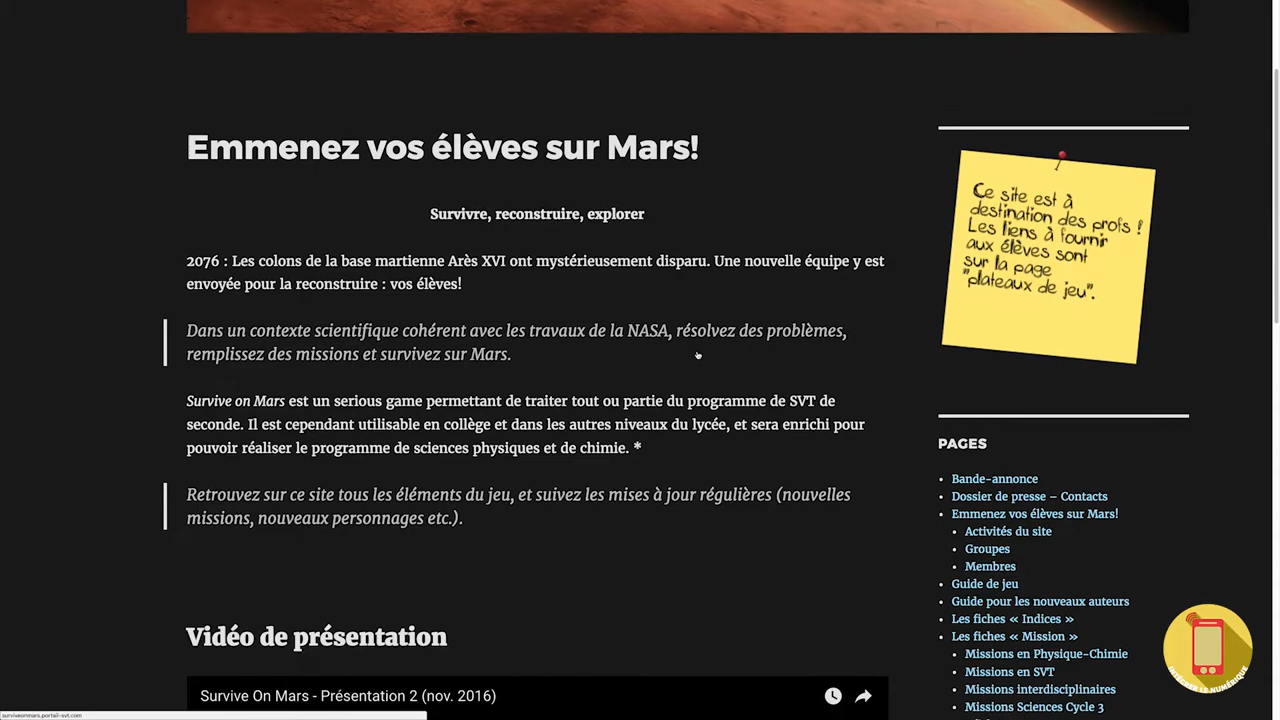 Emmenez vos élèves sur Mars!
Survivre, reconstruire, explorer
2076 : Les colons de la base martienne Arès XVI ont mystérieusement disparu. Une nouvelle équipe y est
envoyée pour la reconstruire : vos élèves!
Dans un contexte scientifique cohérent avec les travaux de la NASA, résolvez des problèmes,
remplissez des missions et survivez sur Mars.
Survive on Mars est un serious game permettant de traiter tout ou partie du programme de SVT de
seconde. Il est cependant utilisable en collège et dans les autres niveaux du lycée, et sera enrichi pour
pouvoir réaliser le programme de sciences physiques et de chimie. *
Retrouvez sur ce site tous les éléments du jeu, et suivez les mises à jour régulières (nouvelles
missions, nouveaux personnages etc.).
Vidéo de présentation
Survive On Mars - Présentation 2 (nov. 2016)
Ce site est à
destination des profs !
Les liens à fournir
aux élèves sont
sur la page
"plateaux de jeu".
PAGES
Bande-annonce
Dossier de presse – Contacts
Emmenez vos élèves sur Mars!
Activités du site
Groupes
Membres
Guide de jeu
Guide pour les nouveaux auteurs
Les fiches « Indices »
Les fiches « Mission »
Missions en Physique-Chimie
Missions en SVT
Missions interdisciplinaires
Missions Sciences Cycle 3
INTÉGRER LE NUMÉRIQUE
surviveonmars.portail-svt.com